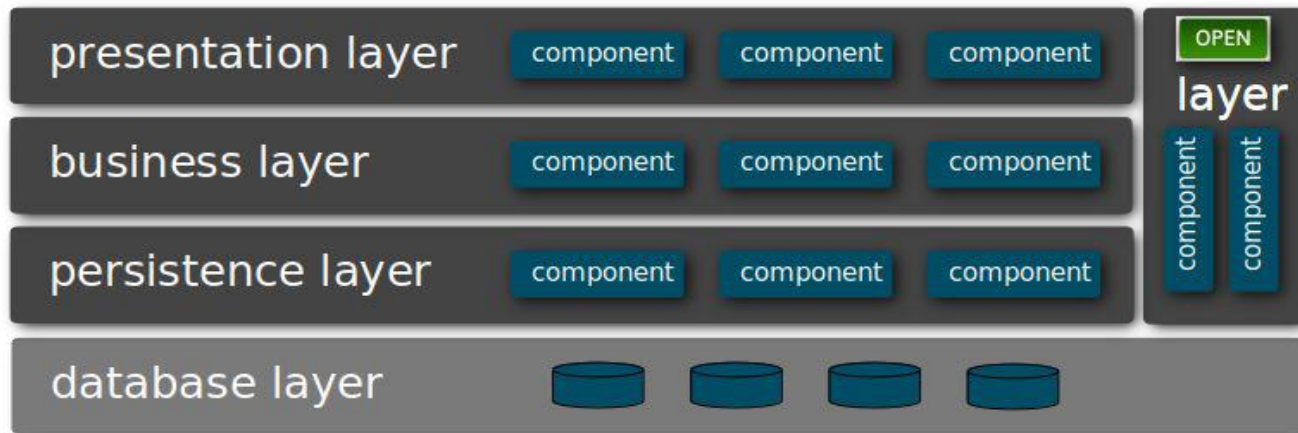 presentation layer component component component
OPEN
layer
component component
business layer component component component
persistence layer component component component
database layer